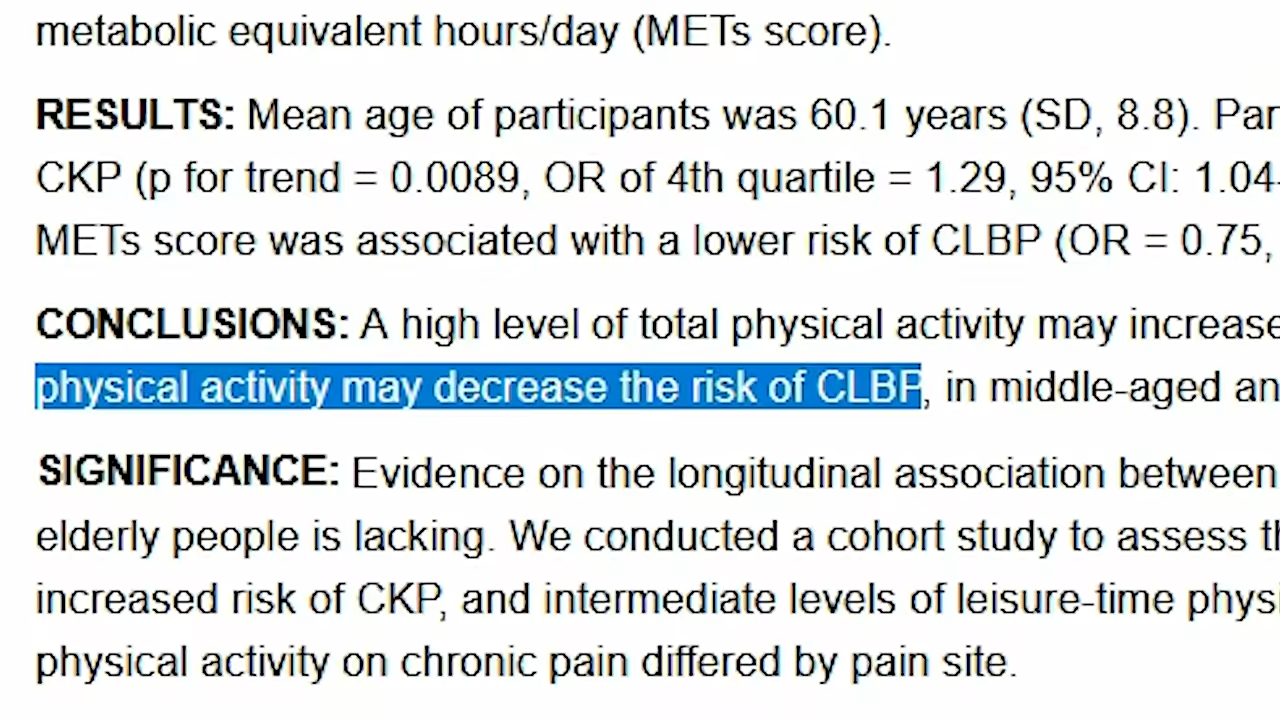 metabolic equivalent hours/day (METs score).
RESULTS: Mean age of participants was 60.1 years (SD, 8.8). Par
CKP (p for trend = 0.0089, OR of 4th quartile = 1.29, 95% CI: 1.04-
METs score was associated with a lower risk of CLBP (OR = 0.75,
CONCLUSIONS: A high level of total physical activity may increase
physical activity may decrease the risk of CLBP, in middle-aged an
SIGNIFICANCE: Evidence on the longitudinal association between
elderly people is lacking. We conducted a cohort study to assess th
increased risk of CKP, and intermediate levels of leisure-time physi
physical activity on chronic pain differed by pain site.